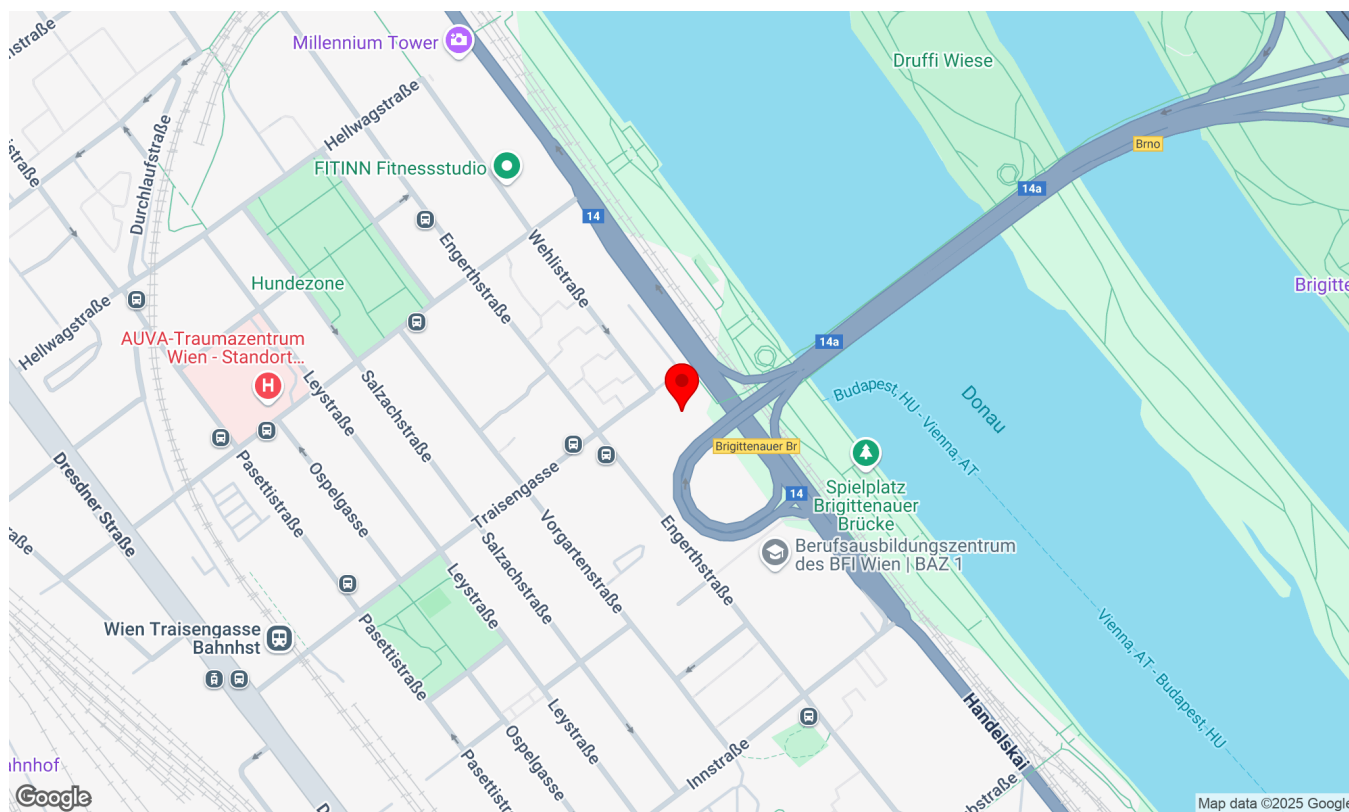 nstraße
Millennium Tower
Druffi Wiese
Hellwagstraße
Durchlaufstraße
Brno
FITINN Fitnessstudio
14a
14
Engerthstraße
Wehlistraße
Hundezone
Brigitte
Hellwagstraße
AUVA-Traumazentrum
Wien - Standort...
H
14a
Leystraße
Salzachstraße
Budapest, HU - Vienna, AT
Donau
Brigittenauer Br
Dresdner Straße
Pasettistraße
Ospelgasse
Traisengasse
14
Spielplatz
Brigittenauer
Brücke
Vorgartenstraße
Engerthstraße
Salzachstraße
Leystraße
Berufsausbildungszentrum
des BFI Wien | BAZ 1
Wien Traisengasse
Bahnhst
Pasettistraße
Vienna, AT - Budapest, HU
Handelskai
Leystraße
Ospelgasse
Pasettistraße
Innstraße
ahnhof
Google
Map data ©2025 Google